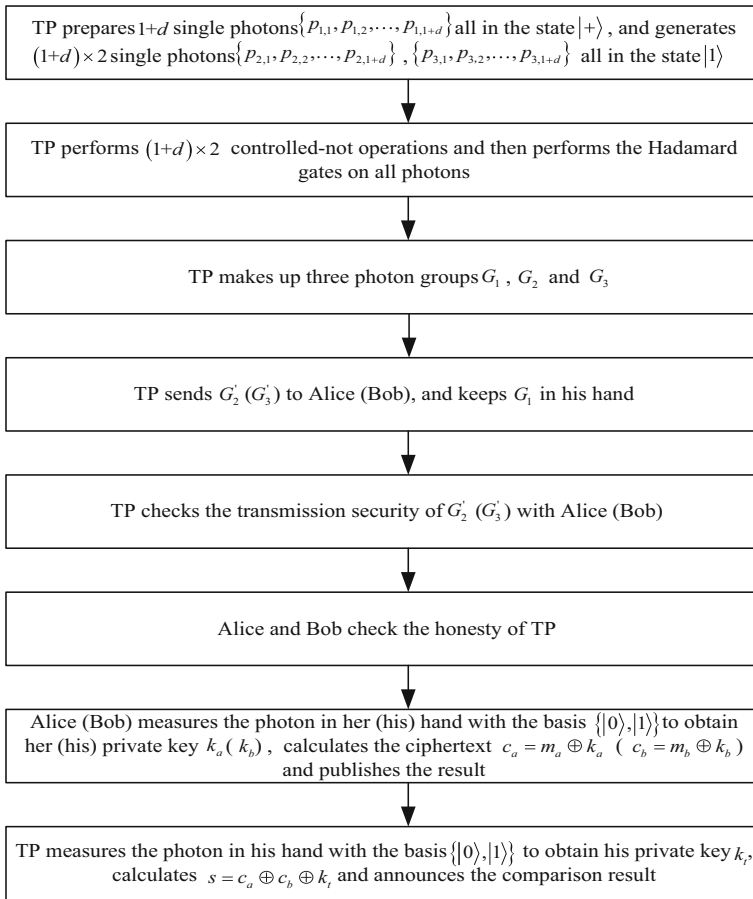 TP prepares 1+d single photons{p₁,₁, p₁,₂,…, p₁,₁₊d} all in the state|+⟩, and generates
(1+d)×2 single photons{p₂,₁, p₂,₂,…, p₂,₁₊d} ,{p₃,₁, p₃,₂,…, p₃,₁₊d} all in the state|1⟩
TP performs (1+d)×2 controlled-not operations and then performs the Hadamard
gates on all photons
TP makes up three photon groups G₁ , G₂ and G₃
TP sends G₂' (G₃') to Alice (Bob), and keeps G₁ in his hand
TP checks the transmission security of G₂' (G₃') with Alice (Bob)
Alice and Bob check the honesty of TP
Alice (Bob) measures the photon in her (his) hand with the basis {|0⟩,|1⟩} to obtain
her (his) private key kₐ( k_b) , calculates the ciphertext cₐ = mₐ ⊕ kₐ ( c_b = m_b ⊕ k_b )
and publishes the result
TP measures the photon in his hand with the basis{|0⟩,|1⟩} to obtain his private key kₜ,
calculates s = cₐ ⊕ c_b ⊕ kₜ and announces the comparison result